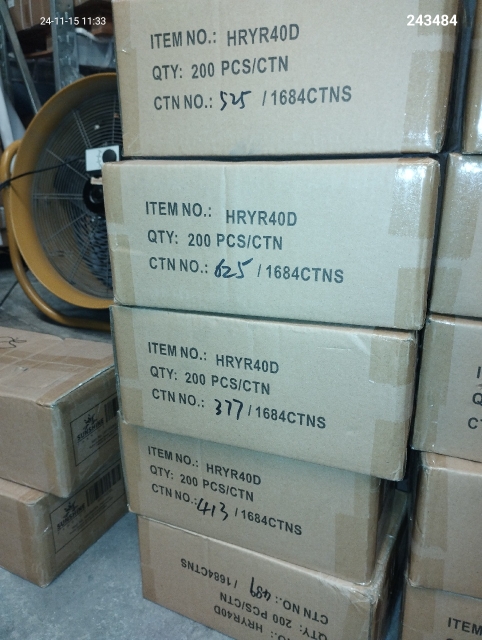 24-11-15 11:33
243484
ITEM NO.: HRYR40D
QTY: 200 PCS/CTN
CTN NO.: 525 / 1684CTNS
ITEM NO.: HRYR40D
QTY: 200 PCS/CTN
CTN NO.: 625 / 1684CTNS
ITEM NO.: HRYR40D
QTY: 200 PCS/CTN
CTN NO.: 377 / 1684CTNS
ITEM NO.: HRYR40D
QTY: 200 PCS/CTN
CTN NO.: 413 / 1684CTNS
HRYR40D
QTY: 200 PCS/CTN
CTN NO.: 489 / 1684CTNS
I
Q
C
ITEM